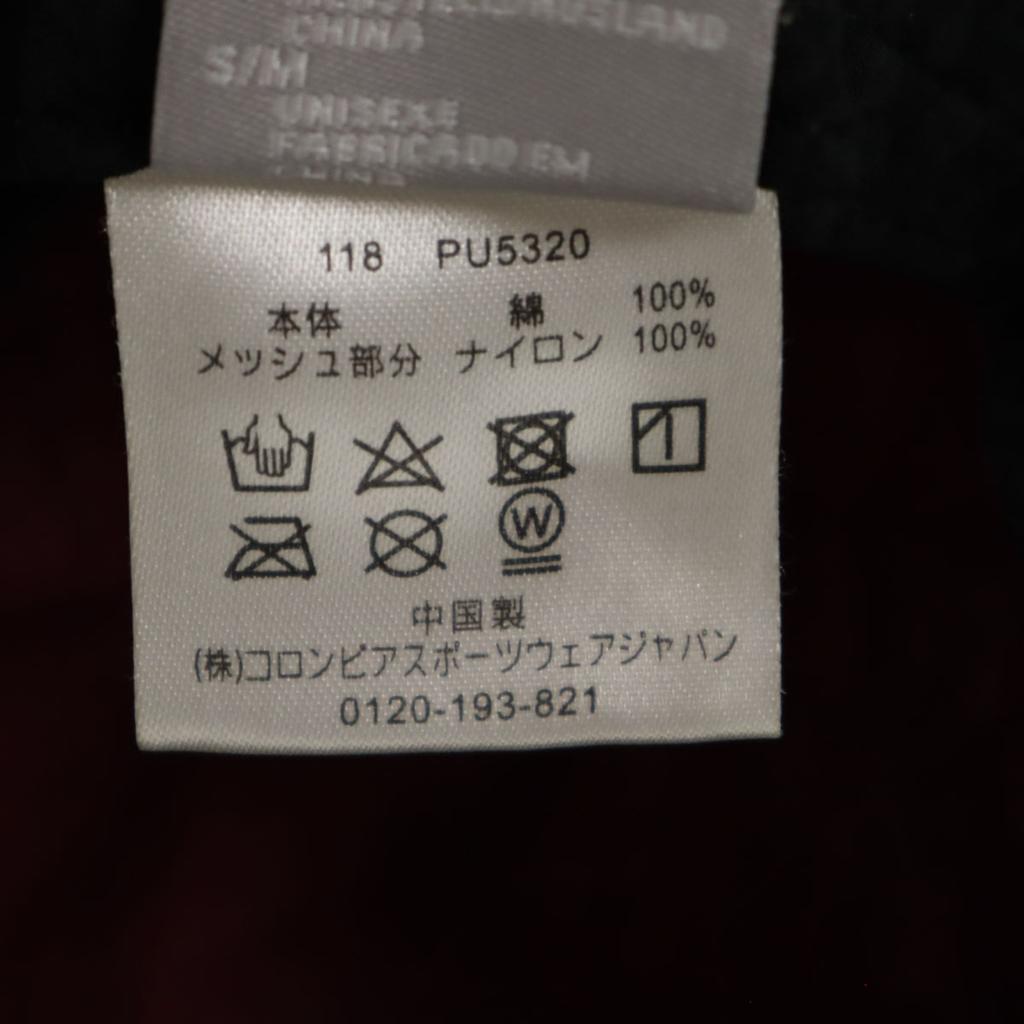 CHINA
S/M
UNISEXE
FABRICADO EM
CHINA
118 PU5320
本体 綿 100%
メッシュ部分 ナイロン 100%
W
中国製
(株)コロンビアスポーツウェアジャパン
0120-193-821